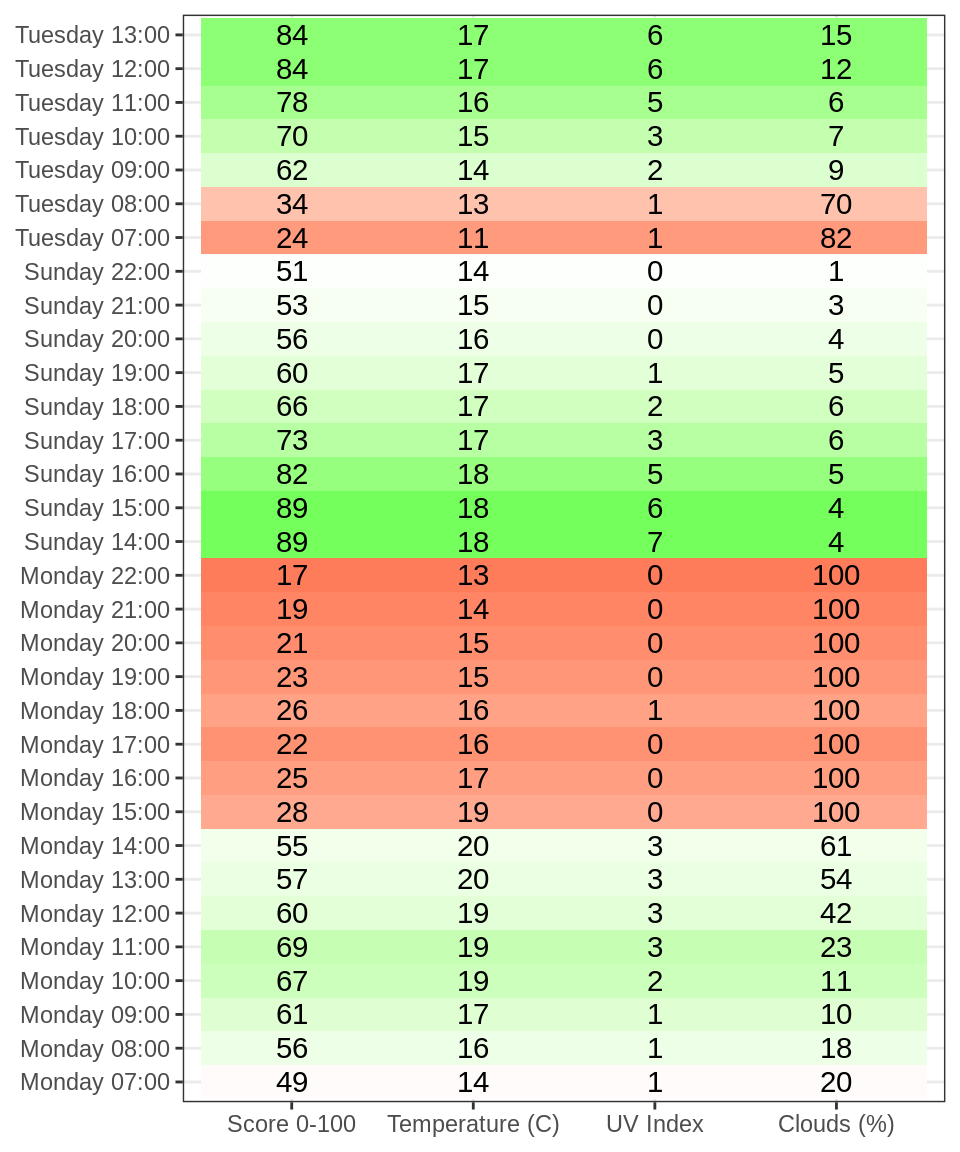 Tuesday 13:00 84 17 6 15
Tuesday 12:00 84 17 6 12
Tuesday 11:00 78 16 5 6
Tuesday 10:00 70 15 3 7
Tuesday 09:00 62 14 2 9
Tuesday 08:00 34 13 1 70
Tuesday 07:00 24 11 1 82
Sunday 22:00 51 14 0 1
Sunday 21:00 53 15 0 3
Sunday 20:00 56 16 0 4
Sunday 19:00 60 17 1 5
Sunday 18:00 66 17 2 6
Sunday 17:00 73 17 3 6
Sunday 16:00 82 18 5 5
Sunday 15:00 89 18 6 4
Sunday 14:00 89 18 7 4
Monday 22:00 17 13 0 100
Monday 21:00 19 14 0 100
Monday 20:00 21 15 0 100
Monday 19:00 23 15 0 100
Monday 18:00 26 16 1 100
Monday 17:00 22 16 0 100
Monday 16:00 25 17 0 100
Monday 15:00 28 19 0 100
Monday 14:00 55 20 3 61
Monday 13:00 57 20 3 54
Monday 12:00 60 19 3 42
Monday 11:00 69 19 3 23
Monday 10:00 67 19 2 11
Monday 09:00 61 17 1 10
Monday 08:00 56 16 1 18
Monday 07:00 49 14 1 20
Score 0-100 Temperature (C) UV Index Clouds (%)